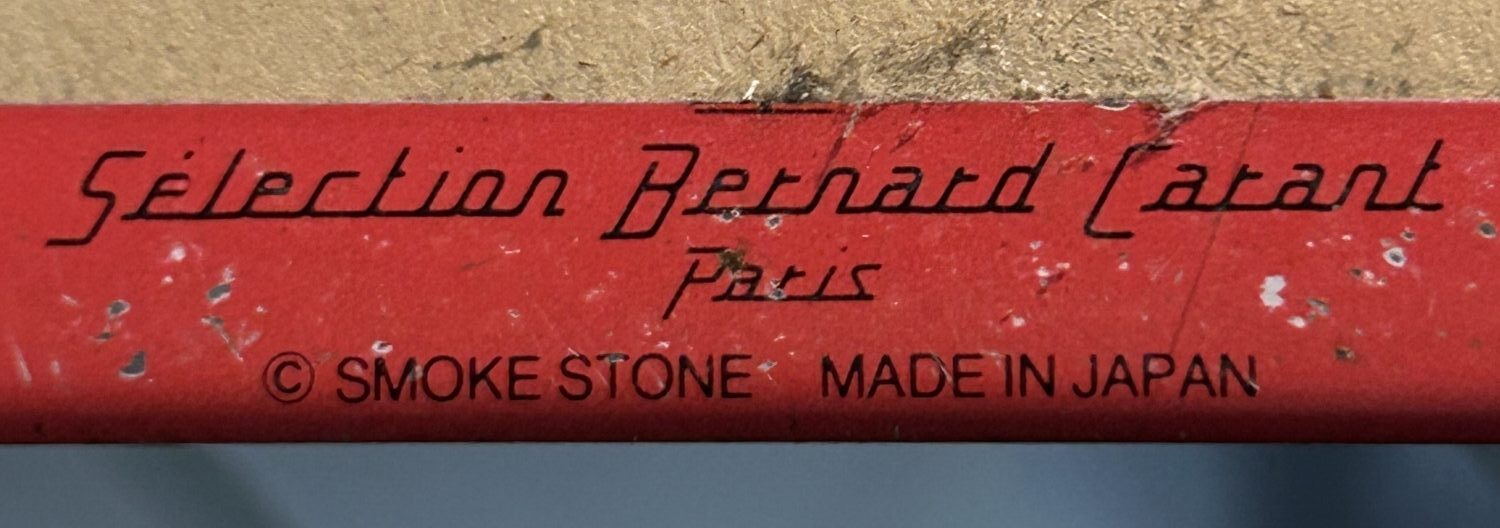 Sélection Bernard Carant
Paris
© SMOKE STONE MADE IN JAPAN